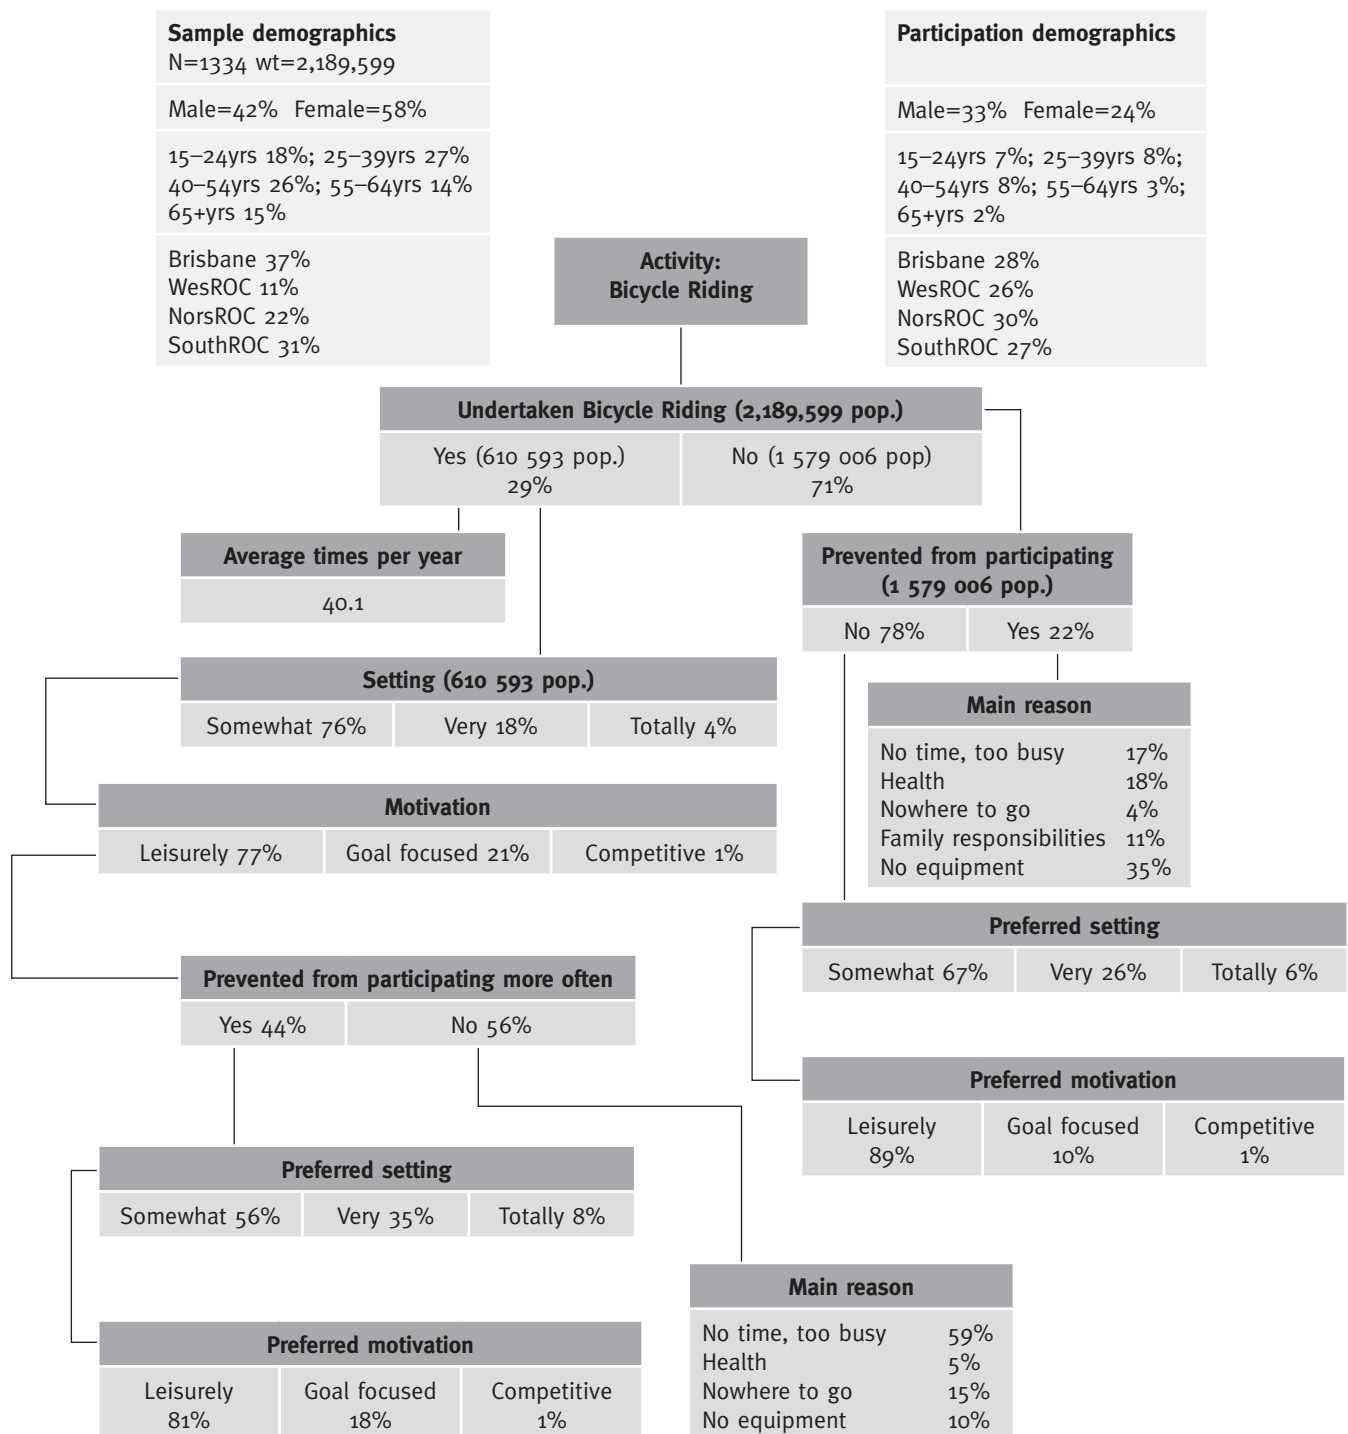 Sample demographics
N=1334 wt=2,189,599
Male=42% Female=58%
15–24yrs 18%; 25–39yrs 27%
40–54yrs 26%; 55–64yrs 14%
65+yrs 15%
Brisbane 37%
WesROC 11%
NorsROC 22%
SouthROC 31%
Participation demographics
Male=33% Female=24%
15–24yrs 7%; 25–39yrs 8%;
40–54yrs 8%; 55–64yrs 3%;
65+yrs 2%
Brisbane 28%
WesROC 26%
NorsROC 30%
SouthROC 27%
Activity:
Bicycle Riding
Undertaken Bicycle Riding (2,189,599 pop.)
Yes (610 593 pop.)
29%
No (1 579 006 pop)
71%
Average times per year
40.1
Prevented from participating
(1 579 006 pop.)
No 78%
Yes 22%
Setting (610 593 pop.)
Somewhat 76%
Very 18%
Totally 4%
Main reason
No time, too busy 17%
Health 18%
Nowhere to go 4%
Family responsibilities 11%
No equipment 35%
Motivation
Leisurely 77%
Goal focused 21%
Competitive 1%
Preferred setting
Somewhat 67%
Very 26%
Totally 6%
Prevented from participating more often
Yes 44%
No 56%
Preferred motivation
Leisurely
89%
Goal focused
10%
Competitive
1%
Preferred setting
Somewhat 56%
Very 35%
Totally 8%
Main reason
No time, too busy 59%
Health 5%
Nowhere to go 15%
No equipment 10%
Preferred motivation
Leisurely
81%
Goal focused
18%
Competitive
1%